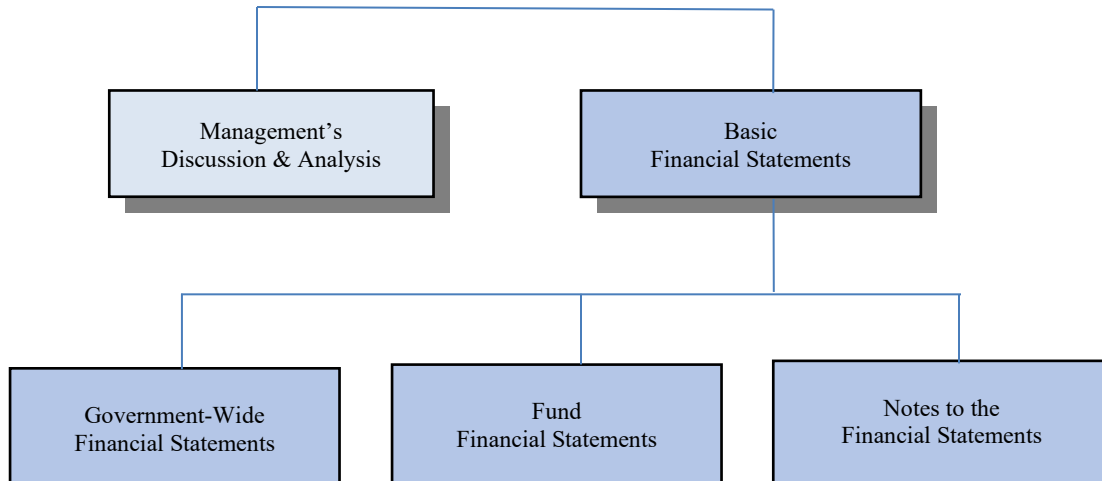 Management’s
Discussion & Analysis
Basic
Financial Statements
Government-Wide
Financial Statements
Fund
Financial Statements
Notes to the
Financial Statements